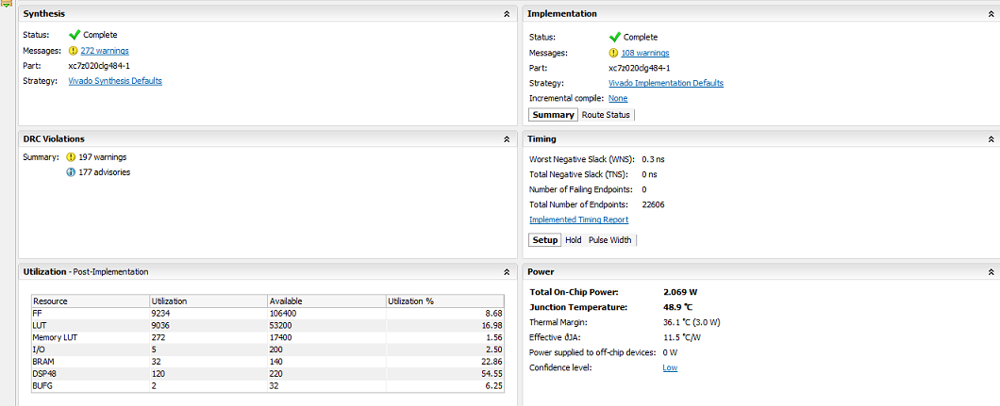 Synthesis
Status: Complete
Messages: 272 warnings
Part: xc7z020clg484-1
Strategy: Vivado Synthesis Defaults
Implementation
Status: Complete
Messages: 108 warnings
Part: xc7z020clg484-1
Strategy: Vivado Implementation Defaults
Incremental compile: None
Summary Route Status
DRC Violations
Summary: 197 warnings
177 advisories
Timing
Worst Negative Slack (WNS): 0.3 ns
Total Negative Slack (TNS): 0 ns
Number of Failing Endpoints: 0
Total Number of Endpoints: 22606
Implemented Timing Report
Setup Hold Pulse Width
Utilization - Post-Implementation
Resource Utilization Available Utilization %
FF 9234 106400 8.68
LUT 9036 53200 16.98
Memory LUT 272 17400 1.56
I/O 5 200 2.50
BRAM 32 140 22.86
DSP48 120 220 54.55
BUFG 2 32 6.25
Power
Total On-Chip Power: 2.069 W
Junction Temperature: 48.9 °C
Thermal Margin: 36.1 °C (3.0 W)
Effective ϑJA: 11.5 °C/W
Power supplied to off-chip devices: 0 W
Confidence level: Low